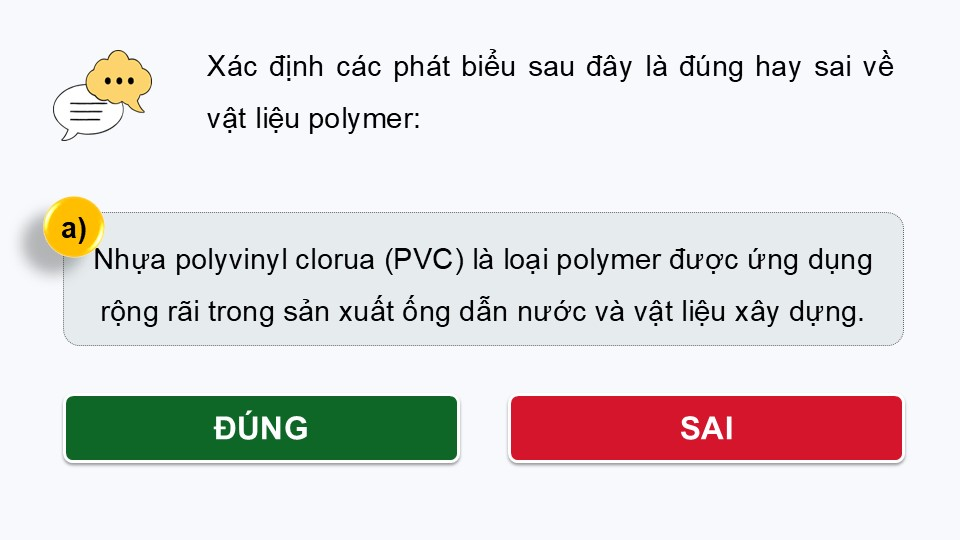 Xác định các phát biểu sau đây là đúng hay sai về
vật liệu polymer:
a)
Nhựa polyvinyl clorua (PVC) là loại polymer được ứng dụng
rộng rãi trong sản xuất ống dẫn nước và vật liệu xây dựng.
ĐÚNG
SAI